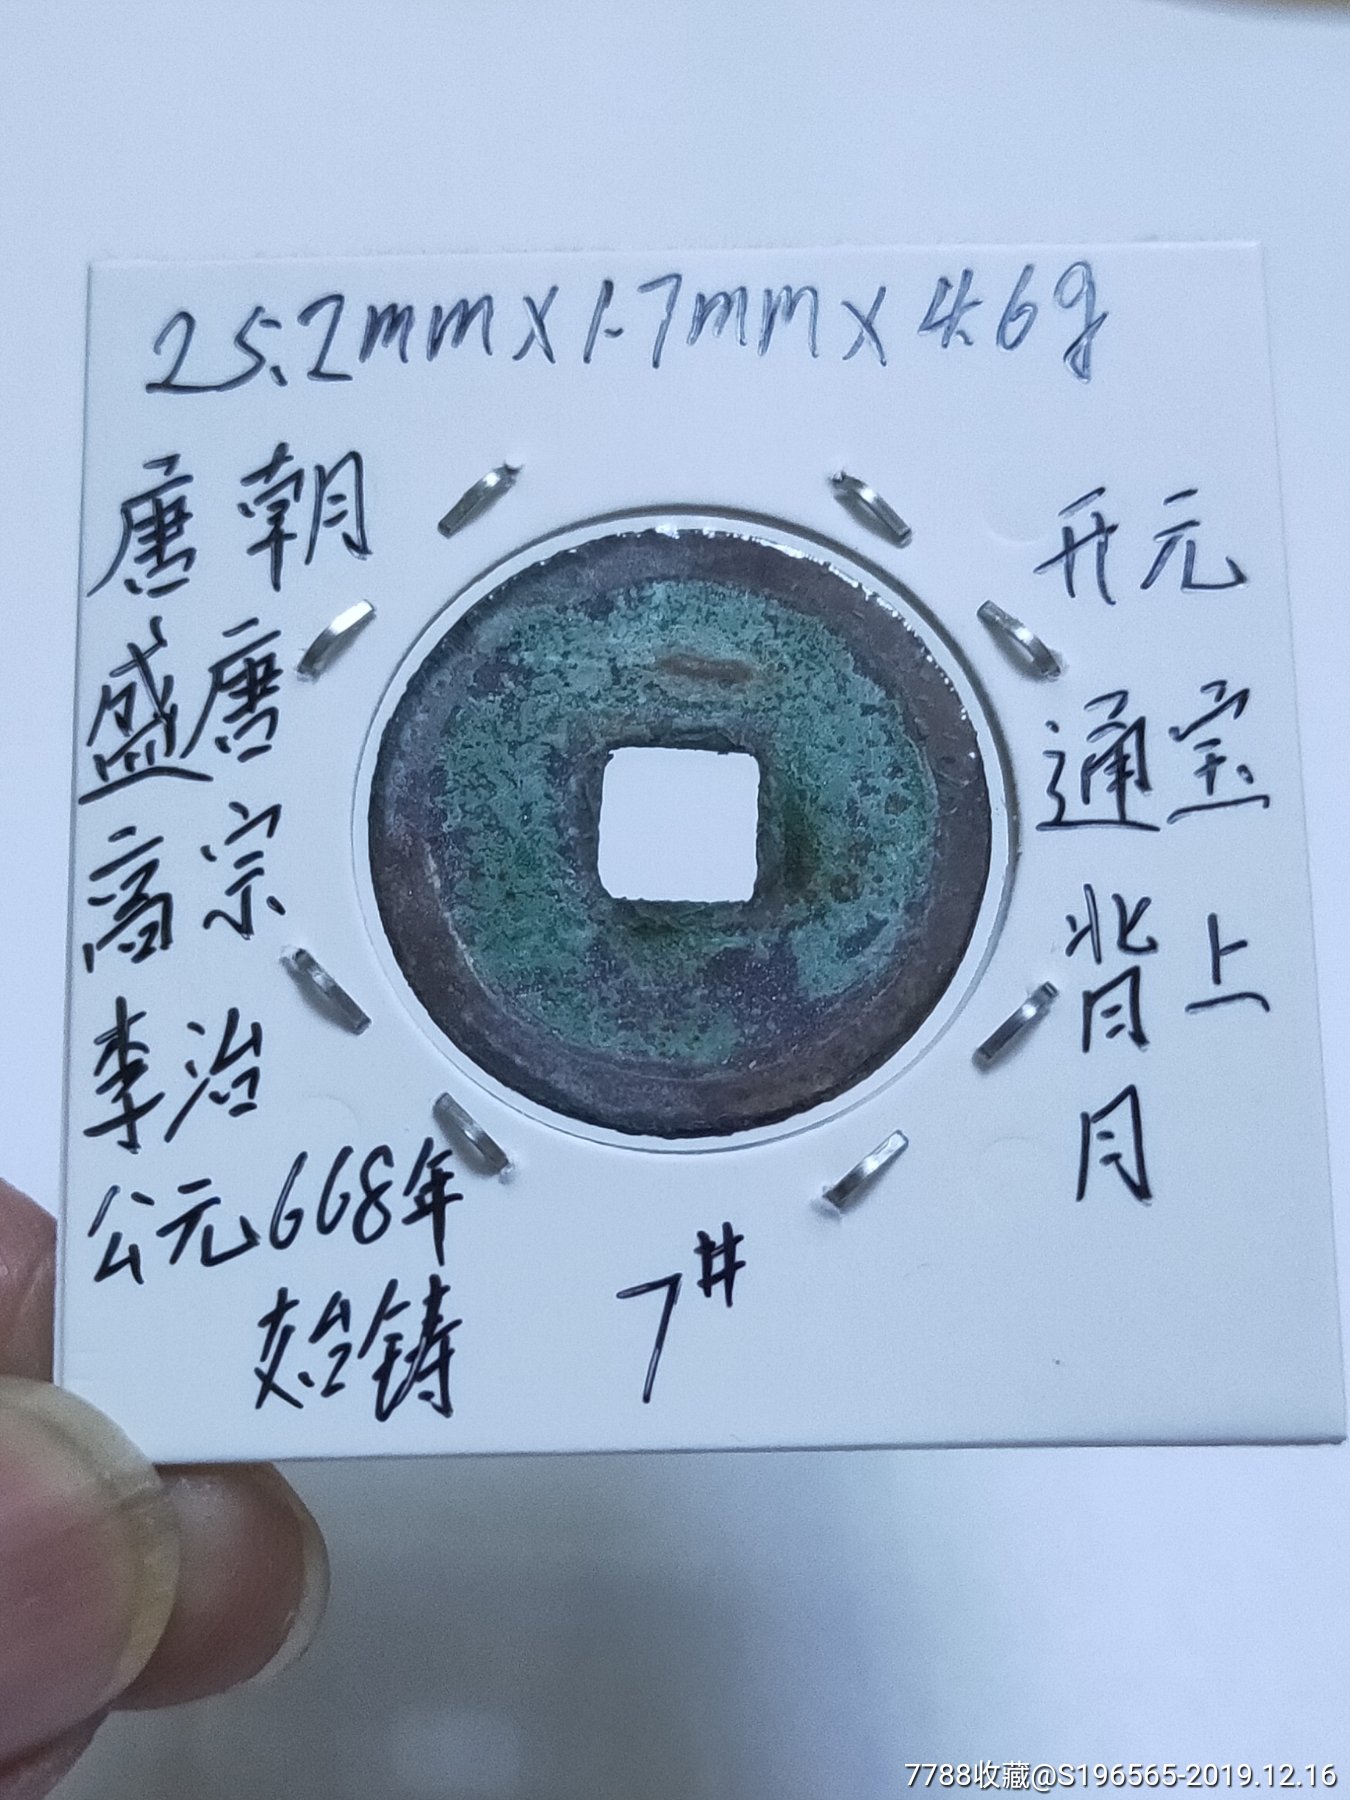 25.2mm×1.7mm×4.6g
唐朝
盛唐
高宗
李治
公元668年
始铸
开元
通宝
背上
月
7#
7788收藏@S196565-2019.12.16